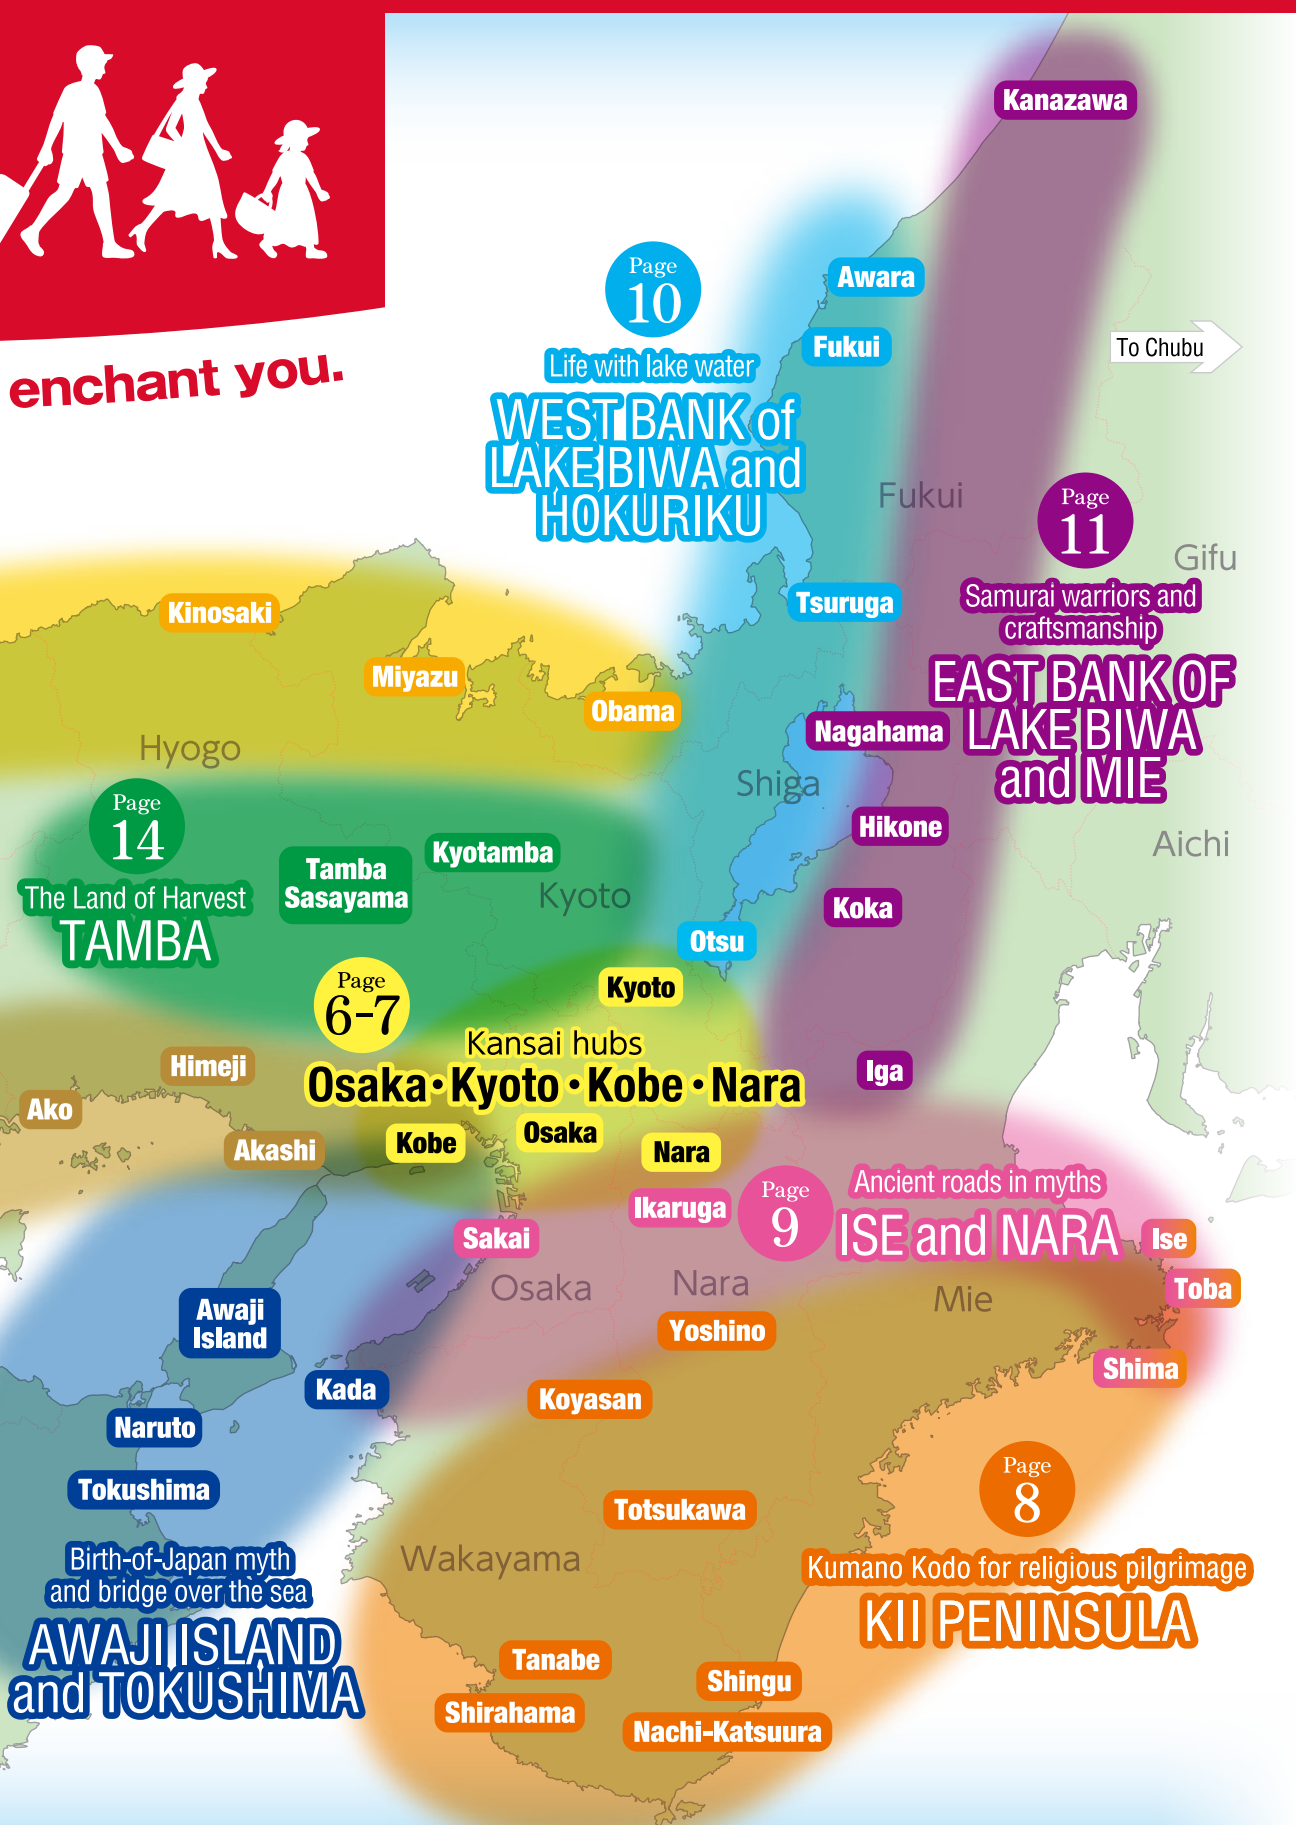 enchant you.
Kanazawa
Page
10
Life with lake water
WEST BANK of
LAKE BIWA and
HOKURIKU
Awara
Fukui
To Chubu
Fukui
Page
11
Gifu
Samurai warriors and
craftsmanship
EAST BANK OF
LAKE BIWA
and MIE
Tsuruga
Kinosaki
Miyazu
Obama
Nagahama
Hyogo
Shiga
Hikone
Aichi
Page
14
The Land of Harvest
TAMBA
Tamba
Sasayama
Kyotamba
Kyoto
Koka
Otsu
Page
6-7
Kyoto
Kansai hubs
Osaka・Kyoto・Kobe・Nara
Himeji
Iga
Ako
Akashi
Kobe
Osaka
Nara
Ikaruga
Page
9
Ancient roads in myths
ISE and NARA
Sakai
Ise
Osaka
Nara
Mie
Toba
Awaji
Island
Yoshino
Shima
Kada
Koyasan
Naruto
Tokushima
Page
8
Totsukawa
Birth-of-Japan myth
and bridge over the sea
AWAJI ISLAND
and TOKUSHIMA
Wakayama
Kumano Kodo for religious pilgrimage
KII PENINSULA
Tanabe
Shingu
Shirahama
Nachi-Katsuura